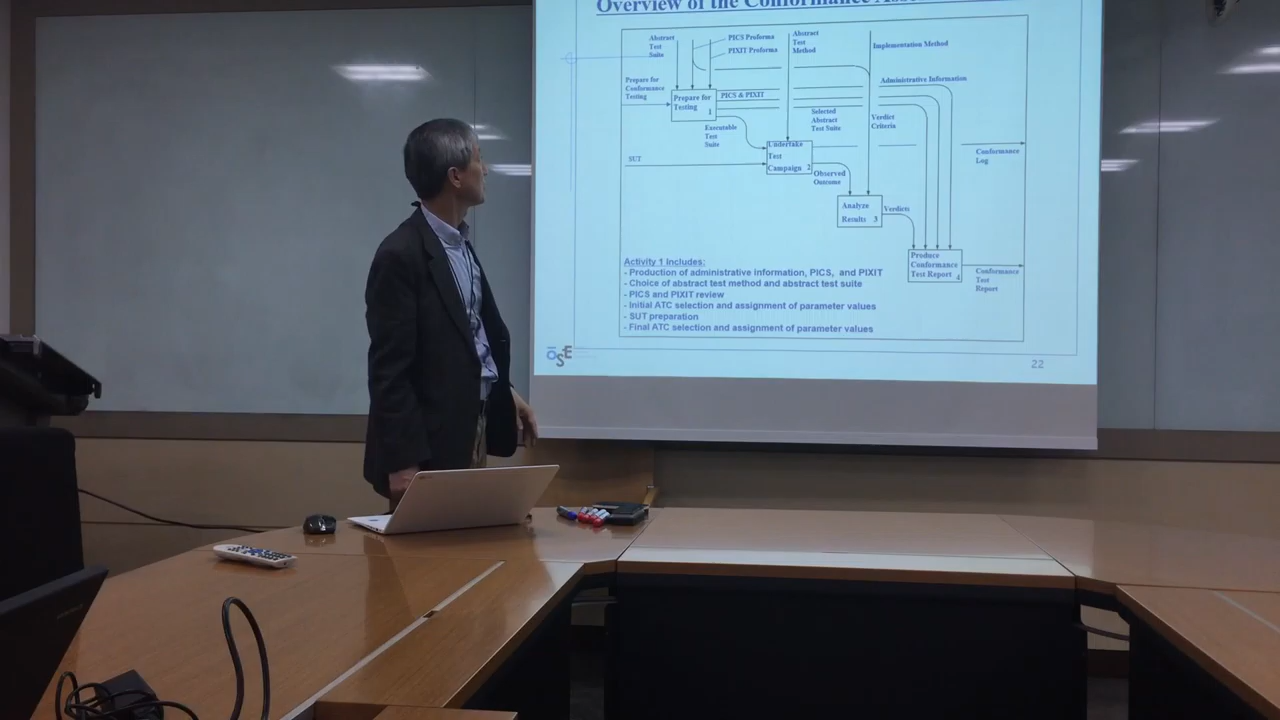 Overview of the Conformance
Abstract
Test
Suite
PICS Proforma
PIXIT Proforma
Abstract
Test
Method
Implementation Method
Prepare for
Conformance
Testing
Administrative Information
Prepare for
Testing
1
PICS & PIXIT
Selected
Abstract
Test Suite
Verdict
Criteria
Executable
Test
Suite
SUT
Undertake
Test
Campaign 2
Observed
Outcome
Conformance
Log
Analyze
Results 3
Verdicts
Produce
Conformance
Test Report 4
Conformance
Test
Report
Activity 1 Includes:
- Production of administrative information, PICS, and PIXIT
- Choice of abstract test method and abstract test suite
- PICS and PIXIT review
- Initial ATC selection and assignment of parameter values
- SUT preparation
- Final ATC selection and assignment of parameter values
OSE
22